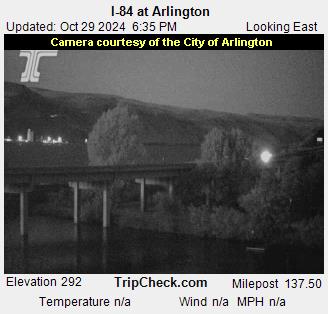 I-84 at Arlington
Updated: Oct 29 2024 6:35 PM Looking East
Camera courtesy of the City of Arlington
Elevation 292 TripCheck.com Milepost 137.50
Temperature n/a Wind n/a MPH n/a